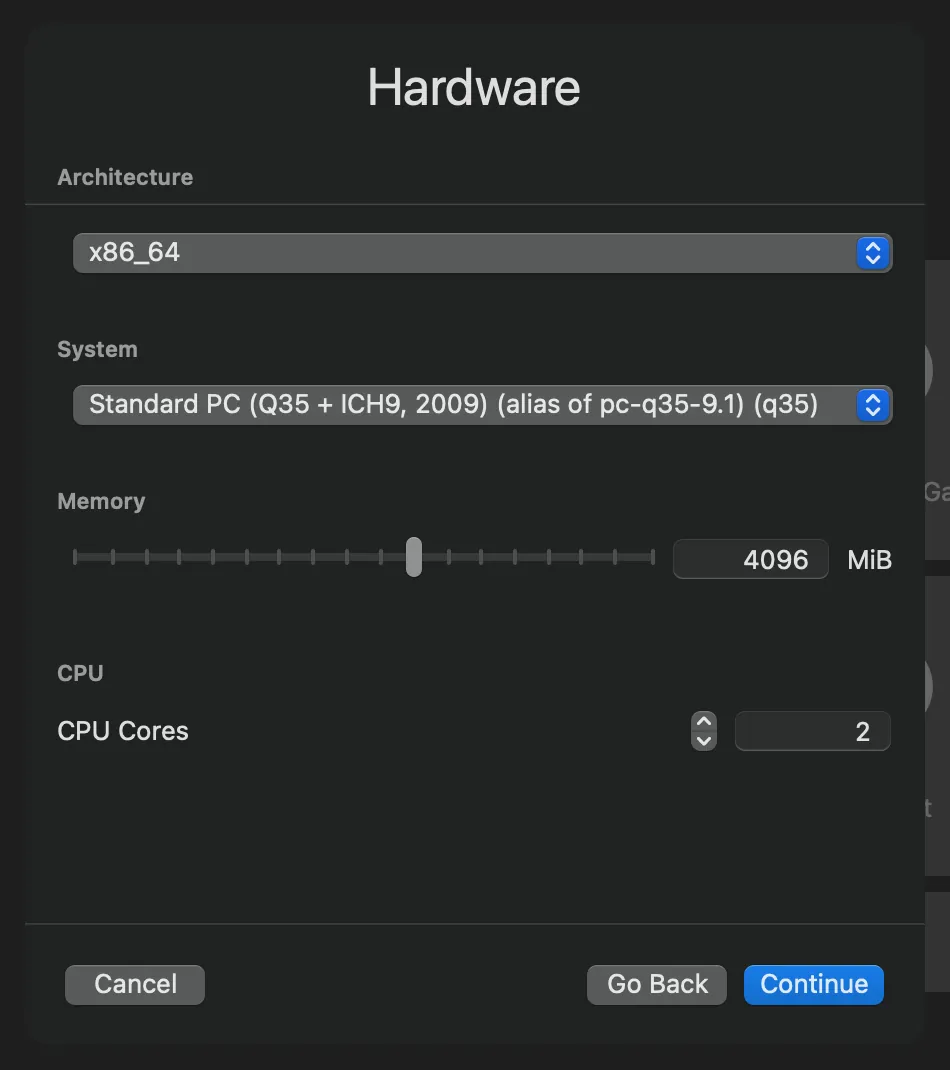 Hardware
Architecture
x86_64
System
Standard PC (Q35 + ICH9, 2009) (alias of pc-q35-9.1) (q35)
Memory
4096 MiB
CPU
CPU Cores
2
Cancel
Go Back
Continue